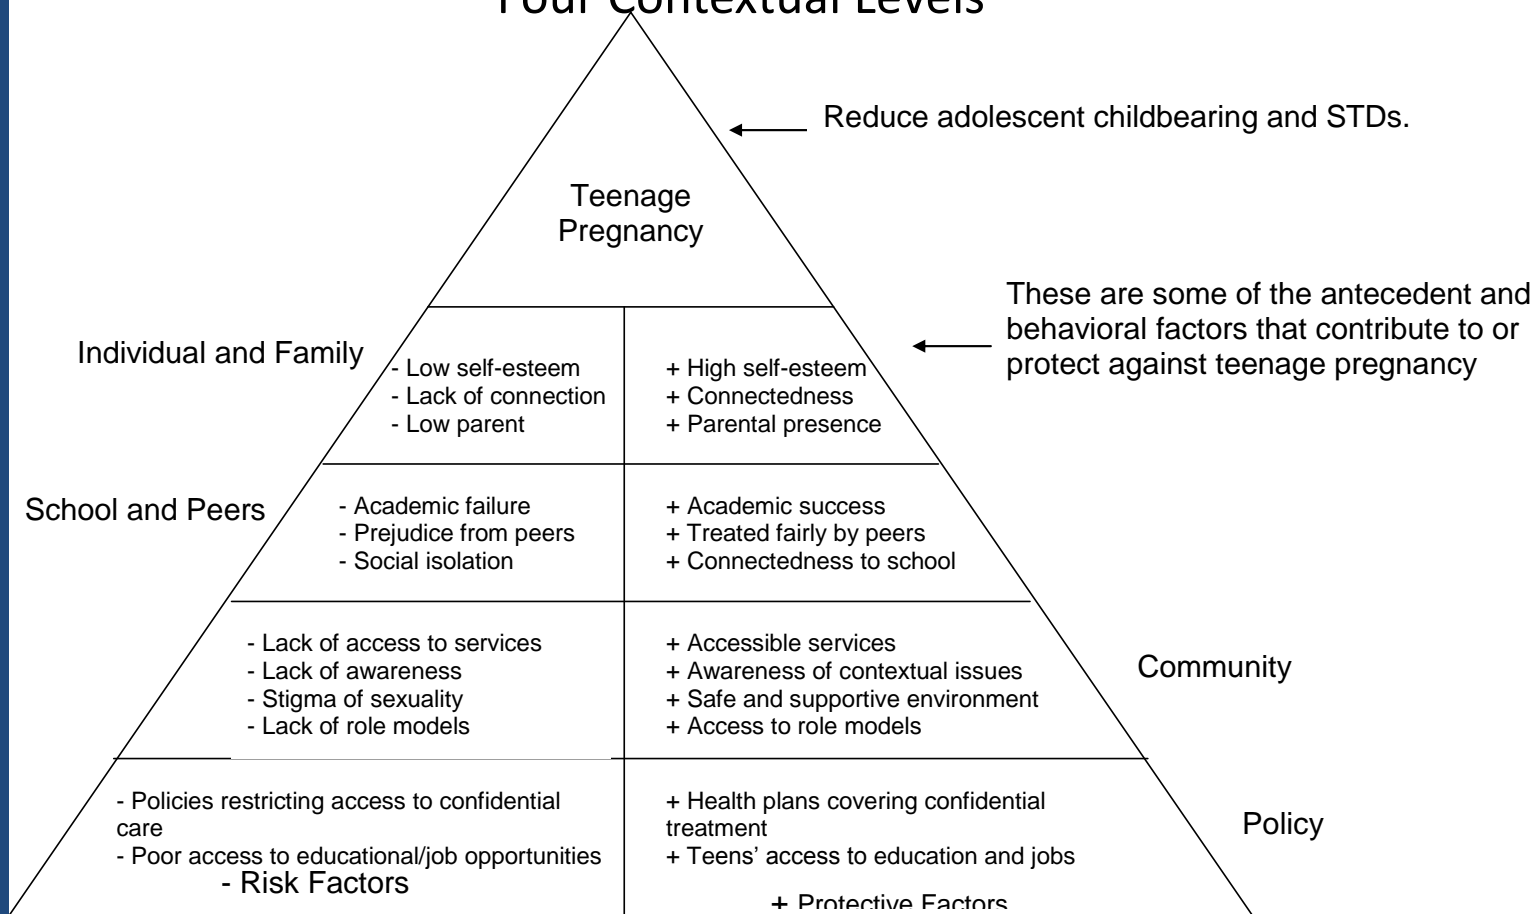 Four Contextual Levels
Reduce adolescent childbearing and STDs.
Teenage
Pregnancy
These are some of the antecedent and
behavioral factors that contribute to or
protect against teenage pregnancy
Individual and Family
- Low self-esteem
- Lack of connection
- Low parent
+ High self-esteem
+ Connectedness
+ Parental presence
School and Peers
- Academic failure
- Prejudice from peers
- Social isolation
+ Academic success
+ Treated fairly by peers
+ Connectedness to school
- Lack of access to services
- Lack of awareness
- Stigma of sexuality
- Lack of role models
+ Accessible services
+ Awareness of contextual issues
+ Safe and supportive environment
+ Access to role models
Community
- Policies restricting access to confidential
care
- Poor access to educational/job opportunities
- Risk Factors
+ Health plans covering confidential
treatment
+ Teens’ access to education and jobs
+ Protective Factors
Policy